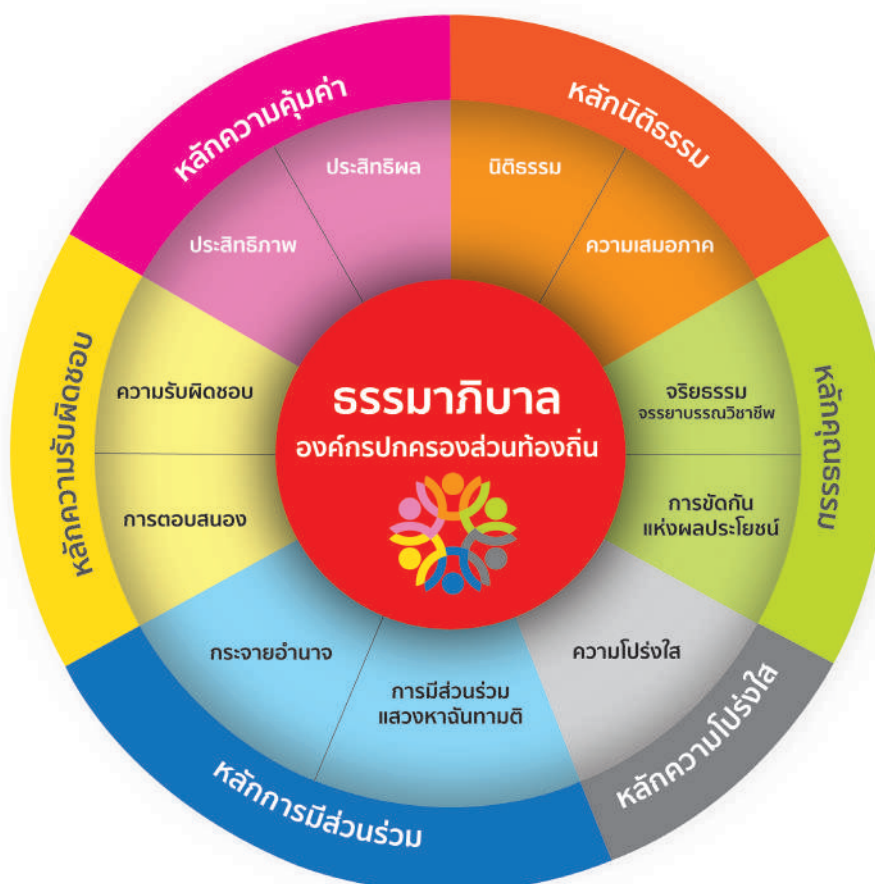 ธรรมาภิบาล
องค์กรปกครองส่วนท้องถิ่น
หลักนิติธรรม
นิติธรรม
ความเสมอภาค
หลักคุณธรรม
จริยธรรม
จรรยาบรรณวิชาชีพ
การขัดกัน
แห่งผลประโยชน์
หลักความโปร่งใส
ความโปร่งใส
หลักการมีส่วนร่วม
การมีส่วนร่วม
แสวงหาฉันทามติ
กระจายอำนาจ
หลักความรับผิดชอบ
การตอบสนอง
ความรับผิดชอบ
หลักความคุ้มค่า
ประสิทธิภาพ
ประสิทธิผล